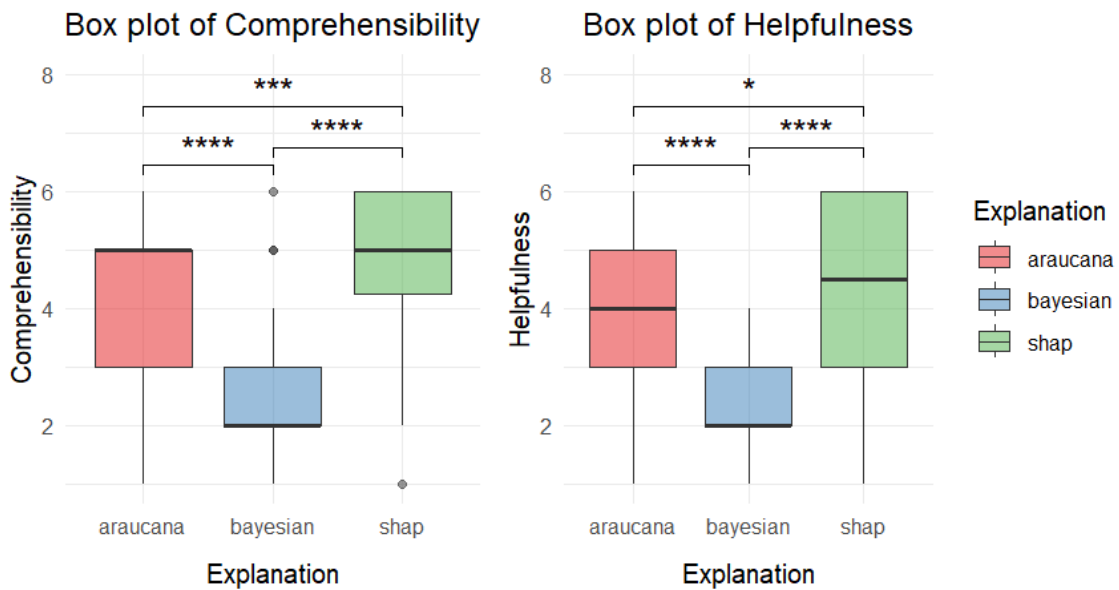 Box plot of Comprehensibility
8
6
4
2
Comprehensibility
***
****
****
araucana
bayesian
shap
Explanation
Box plot of Helpfulness
8
6
4
2
Helpfulness
*
****
****
araucana
bayesian
shap
Explanation
Explanation
araucana
bayesian
shap